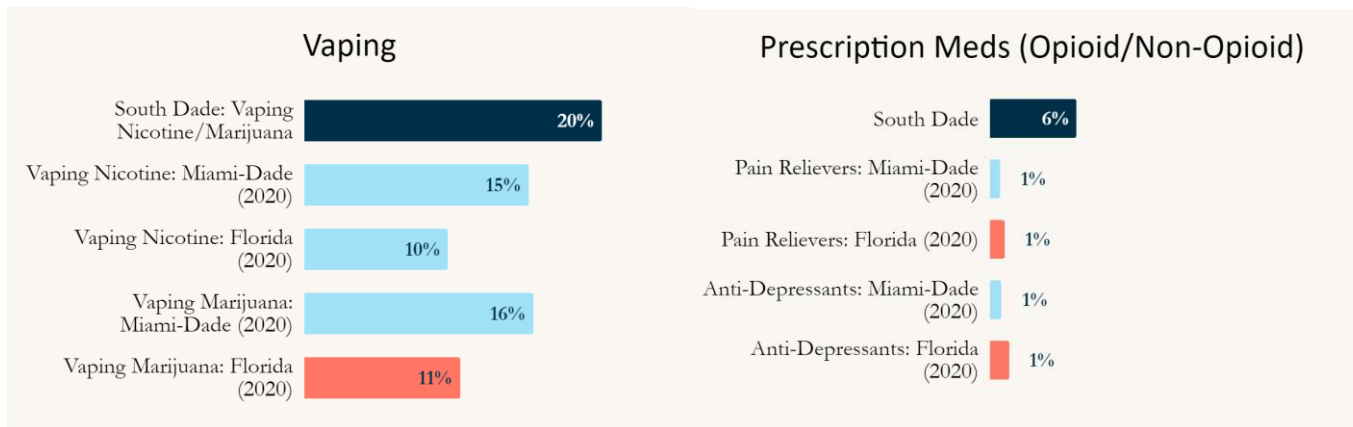 Vaping
South Dade: Vaping
Nicotine/Marijuana
20%
Vaping Nicotine: Miami-Dade
(2020)
15%
Vaping Nicotine: Florida
(2020)
10%
Vaping Marijuana:
Miami-Dade (2020)
16%
Vaping Marijuana: Florida
(2020)
11%
Prescription Meds (Opioid/Non-Opioid)
South Dade
6%
Pain Relievers: Miami-Dade
(2020)
1%
Pain Relievers: Florida (2020)
1%
Anti-Depressants: Miami-Dade
(2020)
1%
Anti-Depressants: Florida
(2020)
1%